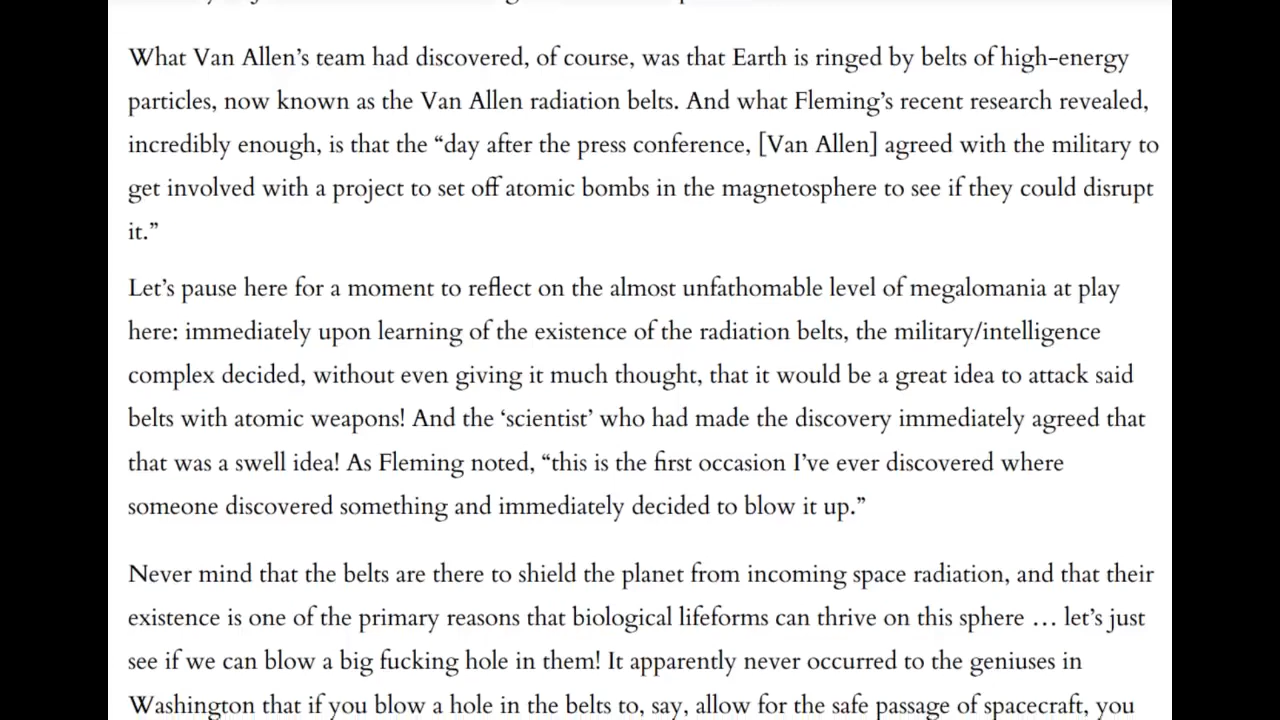 What Van Allen’s team had discovered, of course, was that Earth is ringed by belts of high-energy
particles, now known as the Van Allen radiation belts. And what Fleming’s recent research revealed,
incredibly enough, is that the “day after the press conference, [Van Allen] agreed with the military to
get involved with a project to set off atomic bombs in the magnetosphere to see if they could disrupt
it.”
Let’s pause here for a moment to reflect on the almost unfathomable level of megalomania at play
here: immediately upon learning of the existence of the radiation belts, the military/intelligence
complex decided, without even giving it much thought, that it would be a great idea to attack said
belts with atomic weapons! And the ‘scientist’ who had made the discovery immediately agreed that
that was a swell idea! As Fleming noted, “this is the first occasion I’ve ever discovered where
someone discovered something and immediately decided to blow it up.”
Never mind that the belts are there to shield the planet from incoming space radiation, and that their
existence is one of the primary reasons that biological lifeforms can thrive on this sphere … let’s just
see if we can blow a big fucking hole in them! It apparently never occurred to the geniuses in
Washington that if you blow a hole in the belts to, say, allow for the safe passage of spacecraft, you